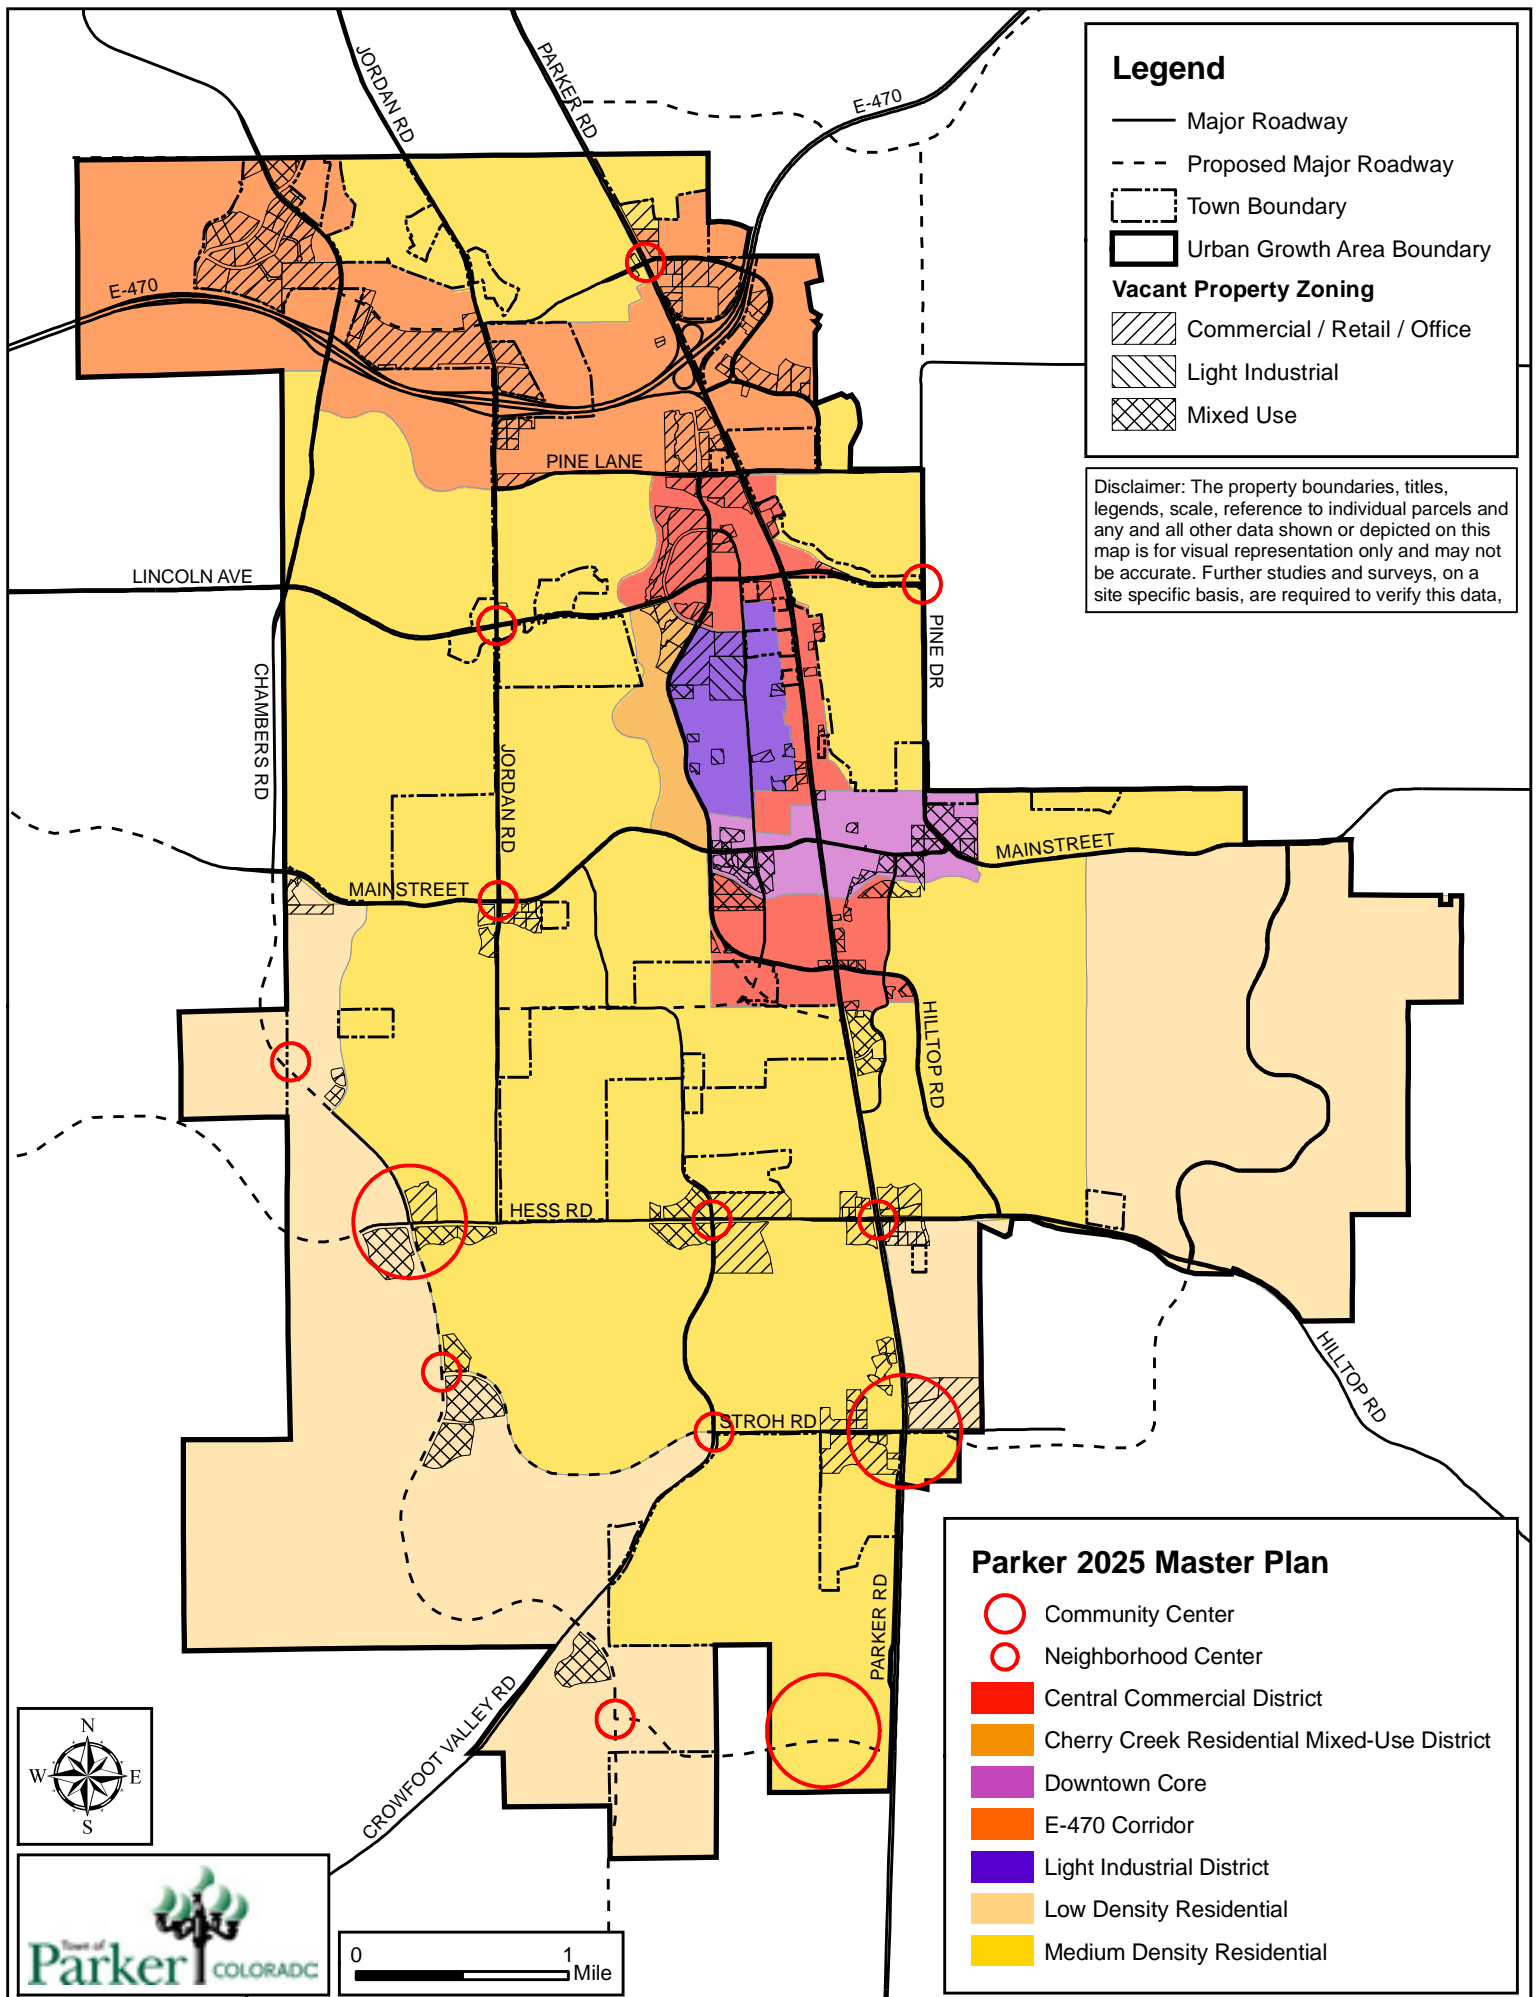 JORDAN RD
PARKER RD
E-470
Legend
Major Roadway
Proposed Major Roadway
Town Boundary
Urban Growth Area Boundary
Vacant Property Zoning
Commercial / Retail / Office
Light Industrial
Mixed Use
E-470
PINE LANE
Disclaimer: The property boundaries, titles,
legends, scale, reference to individual parcels and
any and all other data shown or depicted on this
map is for visual representation only and may not
be accurate. Further studies and surveys, on a
site specific basis, are required to verify this data,
LINCOLN AVE
PINE DR
CHAMBERS RD
JORDAN RD
MAINSTREET
MAINSTREET
HILLTOP RD
HESS RD
HILLTOP RD
STROH RD
PARKER RD
CROWFOOT VALLEY RD
Parker 2025 Master Plan
Community Center
Neighborhood Center
Central Commercial District
Cherry Creek Residential Mixed-Use District
Downtown Core
E-470 Corridor
Light Industrial District
Low Density Residential
Medium Density Residential
N
W E
S
Town of
Parker COLORADO
0 1
Mile